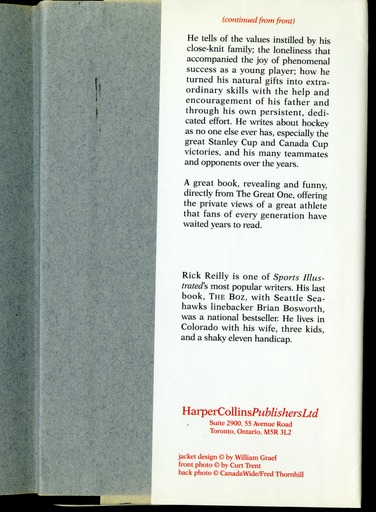 (continued from front)
He tells of the values instilled by his
close-knit family; the loneliness that
accompanied the joy of phenomenal
success as a young player; how he
turned his natural gifts into extra-
ordinary skills with the help and
encouragement of his father and
through his own persistent, dedi-
cated effort. He writes about hockey
as no one else ever has, especially the
great Stanley Cup and Canada Cup
victories, and his many teammates
and opponents over the years.
A great book, revealing and funny,
directly from The Great One, offering
the private views of a great athlete
that fans of every generation have
waited years to read.
Rick Reilly is one of Sports Illus-
trated's most popular writers. His last
book, THE BOZ, with Seattle Sea-
hawks linebacker Brian Bosworth,
was a national bestseller. He lives in
Colorado with his wife, three kids,
and a shaky eleven handicap.
HarperCollinsPublishersLtd
Suite 2900, 55 Avenue Road
Toronto, Ontario, M5R 3L2
jacket design © by William Graef
front photo © by Curt Trent
back photo © CanadaWide/Fred Thornhill